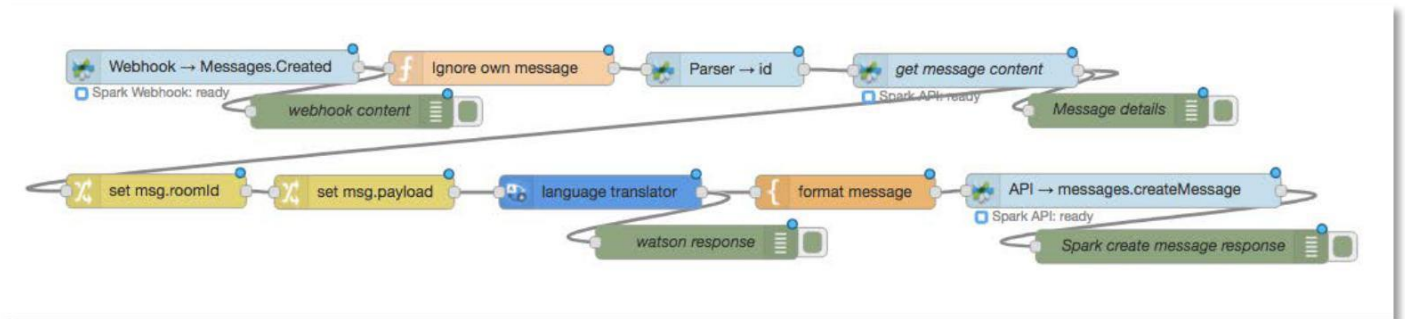 Webhook → Messages.Created
Ignore own message
Parser → id
get message content
Spark Webhook: ready
Spark API: ready
webhook content
Message details
set msg.roomId
set msg.payload
language translator
format message
API → messages.createMessage
Spark API: ready
watson response
Spark create message response